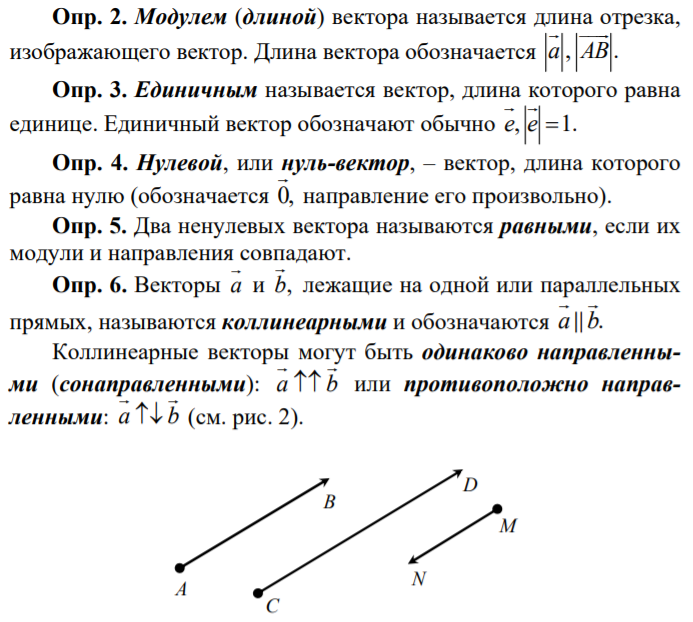 Опр. 2. Модулем (длиной) вектора называется длина отрезка,
изображающего вектор. Длина вектора обозначается |a⃗|, |A͞B⃗|.
Опр. 3. Единичным называется вектор, длина которого равна
единице. Единичный вектор обозначают обычно e⃗, |e⃗| = 1.
Опр. 4. Нулевой, или нуль-вектор, – вектор, длина которого
равна нулю (обозначается 0⃗, направление его произвольно).
Опр. 5. Два ненулевых вектора называются равными, если их
модули и направления совпадают.
Опр. 6. Векторы a⃗ и b⃗, лежащие на одной или параллельных
прямых, называются коллинеарными и обозначаются a⃗ || b⃗.
Коллинеарные векторы могут быть одинаково направленны-
ми (сонаправленными): a⃗ ↑↑ b⃗ или противоположно направ-
ленными: a⃗ ↑↓ b⃗ (см. рис. 2).
B
D
M
A
N
C